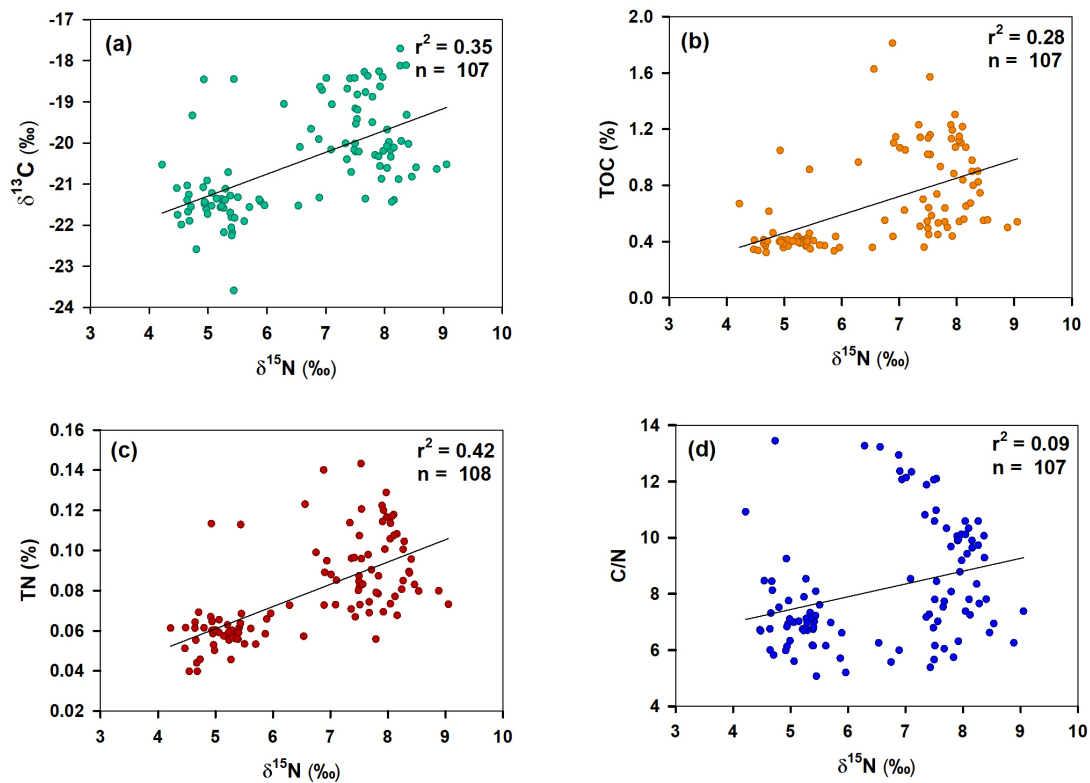 (a)
r² = 0.35
n = 107
-17
-18
-19
-20
-21
-22
-23
-24
δ¹³C (‰)
3 4 5 6 7 8 9 10
δ¹⁵N (‰)
(b)
r² = 0.28
n = 107
2.0
1.6
1.2
0.8
0.4
0.0
TOC (%)
3 4 5 6 7 8 9 10
δ¹⁵N (‰)
(c)
r² = 0.42
n = 108
0.16
0.14
0.12
0.10
0.08
0.06
0.04
0.02
TN (%)
3 4 5 6 7 8 9 10
δ¹⁵N (‰)
(d)
r² = 0.09
n = 107
14
12
10
8
6
4
C/N
3 4 5 6 7 8 9 10
δ¹⁵N (‰)